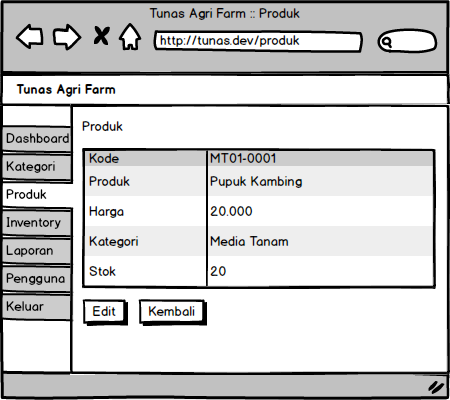 Tunas Agri Farm :: Produk
http://tunas.dev/produk
Tunas Agri Farm
Dashboard
Kategori
Produk
Inventory
Laporan
Pengguna
Keluar
Produk
Kode MT01-0001
Produk Pupuk Kambing
Harga 20.000
Kategori Media Tanam
Stok 20
Edit Kembali